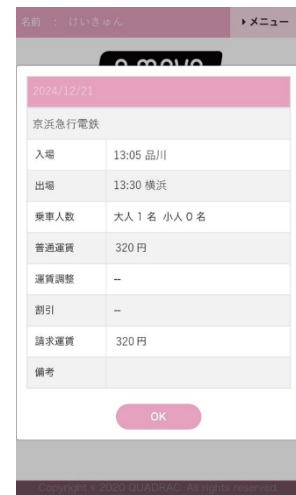 名前 : けいきゅん
▶メニュー
2024/12/21
京浜急行電鉄
入場 13:05 品川
出場 13:30 横浜
乗車人数 大人 1 名 小人 0 名
普通運賃 320 円
運賃調整 --
割引 --
請求運賃 320 円
備考
OK
Copyright © 2020 QUADRAC. All rights reserved